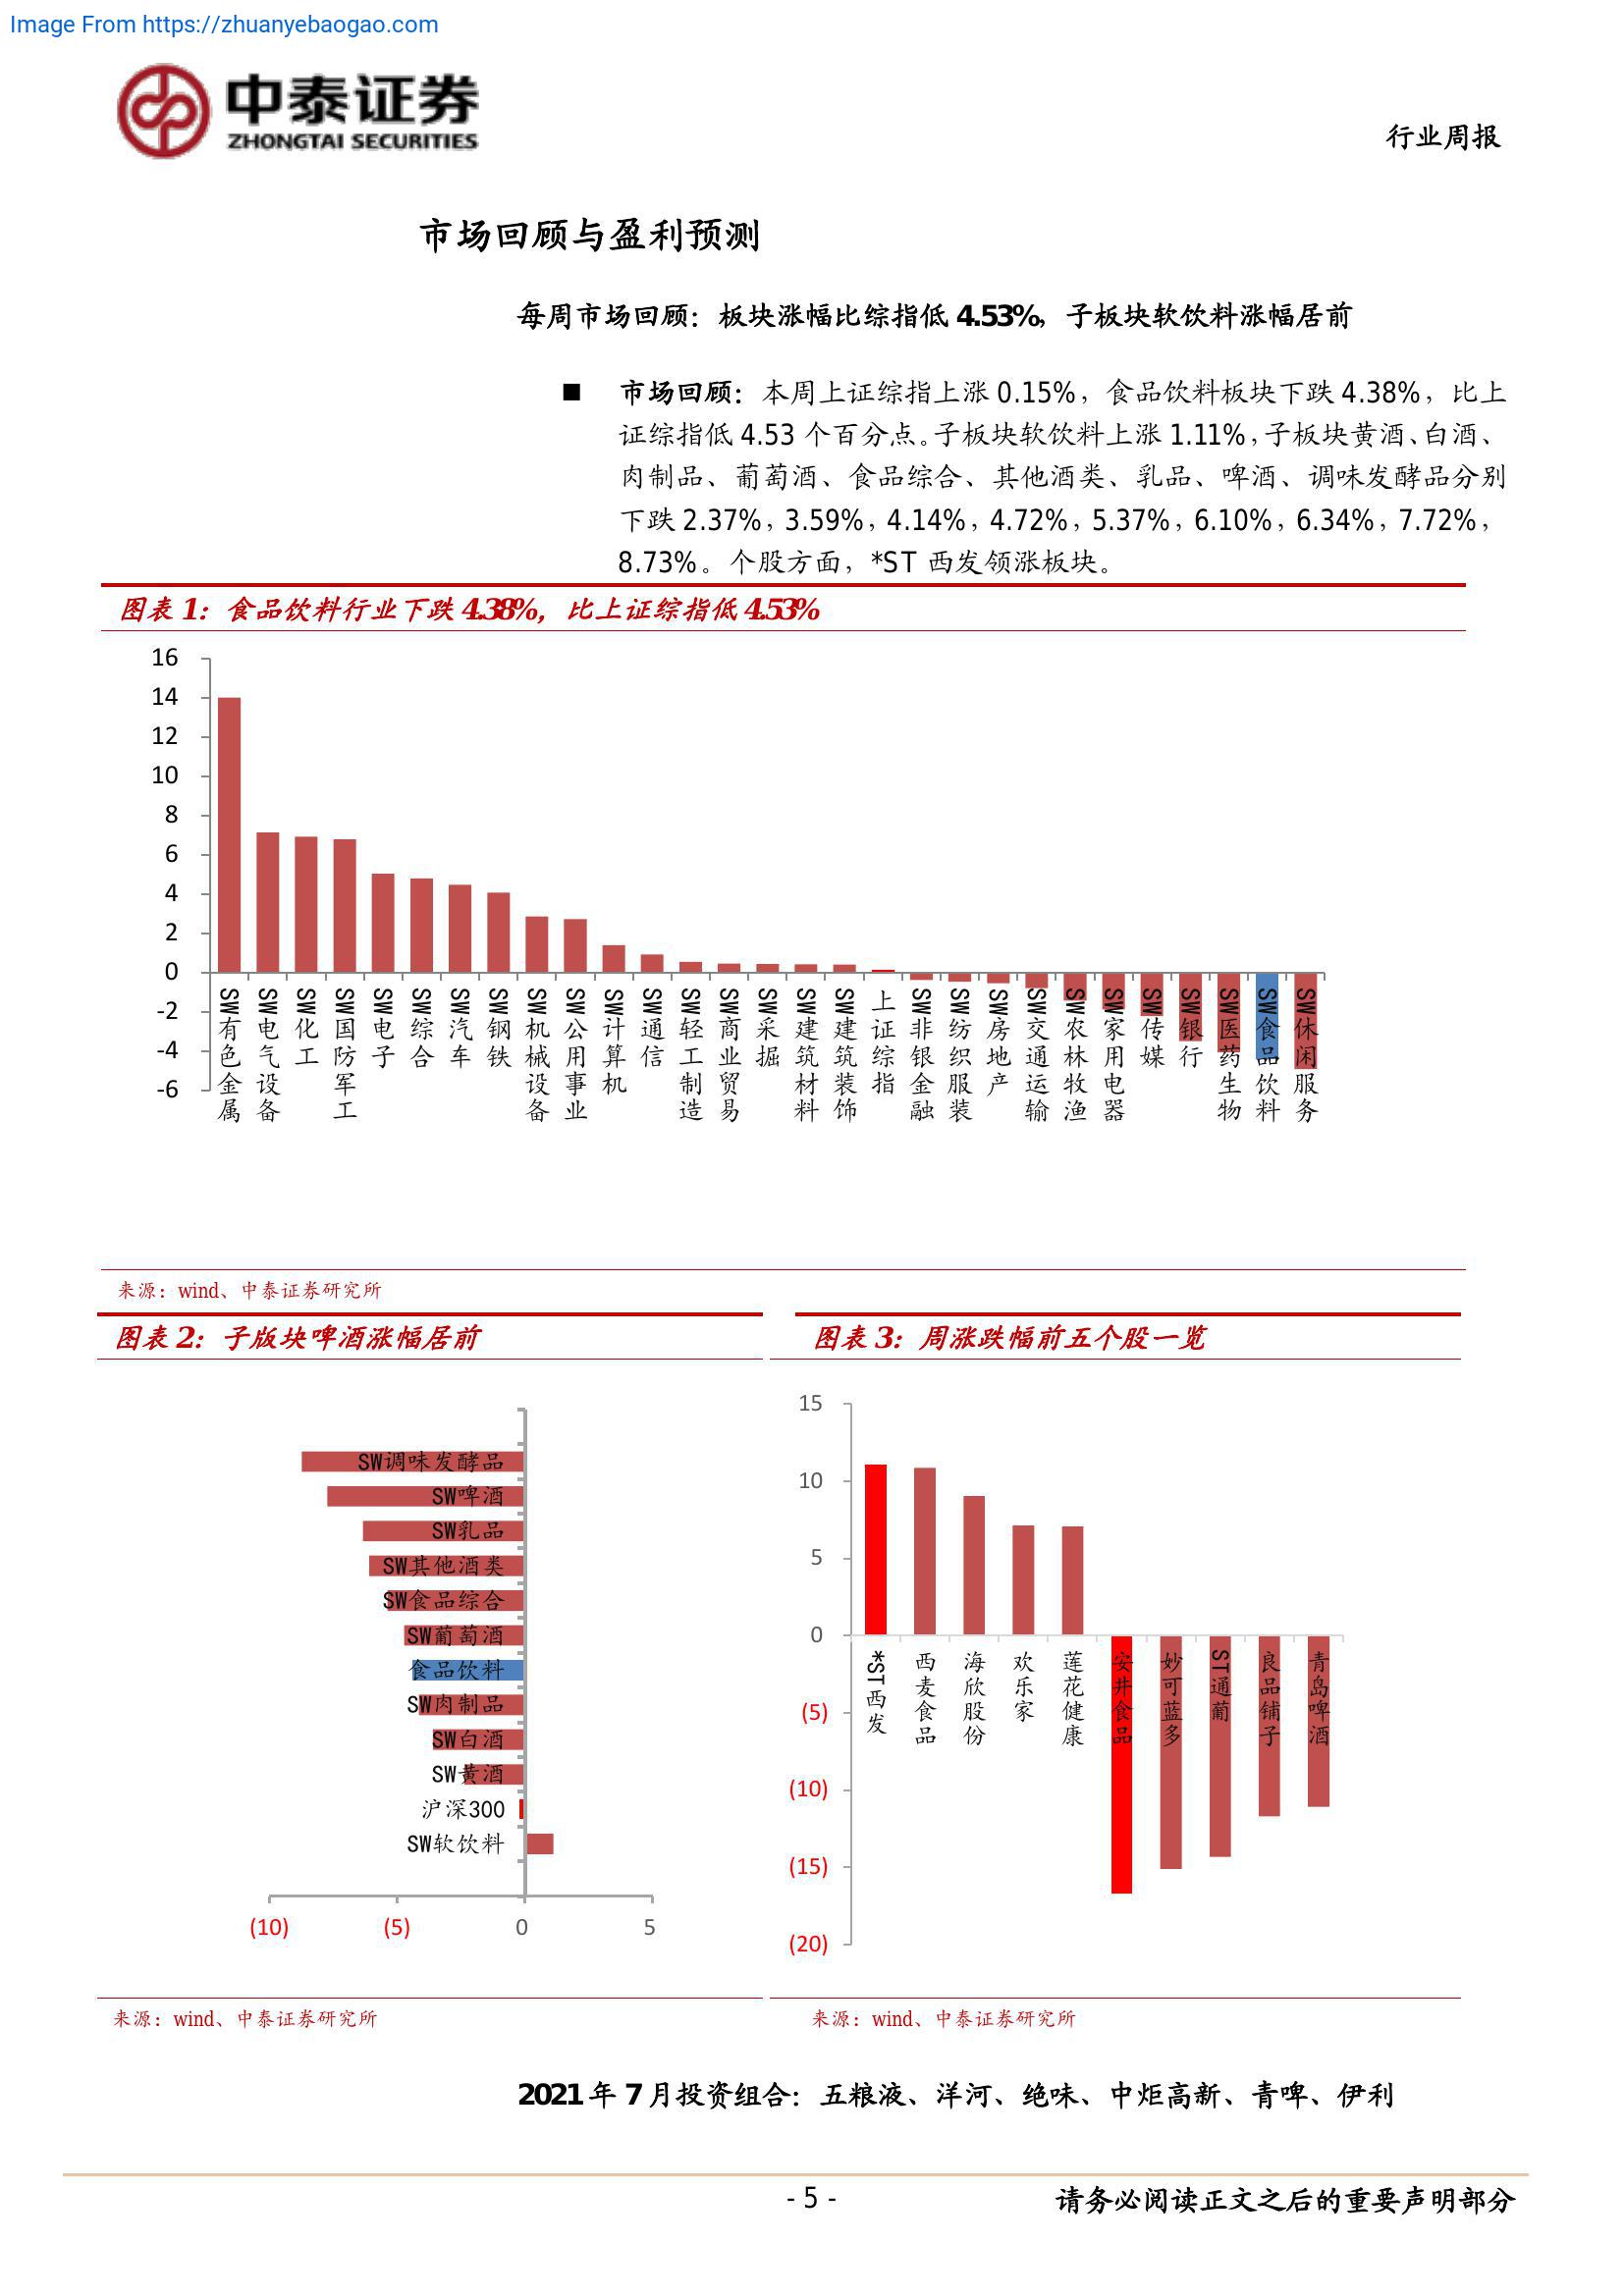 Image From https://zhuanyebaogao.com
中泰证券
ZHONGTAI SECURITIES
行业周报
市场回顾与盈利预测
每周市场回顾：板块涨幅比综指低 4.53%，子板块软饮料涨幅居前
■ 市场回顾：本周上证综指上涨 0.15%，食品饮料板块下跌 4.38%，比上
证综指低 4.53 个百分点。子板块软饮料上涨 1.11%，子板块黄酒、白酒、
肉制品、葡萄酒、食品综合、其他酒类、乳品、啤酒、调味发酵品分别
下跌 2.37%，3.59%，4.14%，4.72%，5.37%，6.10%，6.34%，7.72%，
8.73%。个股方面，*ST 西发领涨板块。
图表 1：食品饮料行业下跌 4.38%，比上证综指低 4.53%
16
14
12
10
8
6
4
2
0
-2
-4
-6
SW有色金属
SW电气设备
SW化工
SW国防军工
SW电子
SW综合
SW汽车
SW钢铁
SW机械设备
SW公用事业
SW计算机
SW通信
SW轻工制造
SW商业贸易
SW采掘
SW建筑材料
SW建筑装饰
上证综指
SW非银金融
SW纺织服装
SW房地产
SW交通运输
SW农林牧渔
SW家用电器
SW传媒
SW银行
SW医药生物
SW食品饮料
SW休闲服务
来源：wind、中泰证券研究所
图表 2：子版块啤酒涨幅居前
SW调味发酵品
SW啤酒
SW乳品
SW其他酒类
SW食品综合
SW葡萄酒
食品饮料
SW肉制品
SW白酒
SW黄酒
沪深300
SW软饮料
(10) (5) 0 5
来源：wind、中泰证券研究所
图表 3：周涨跌幅前五个股一览
15
10
5
0
(5)
(10)
(15)
(20)
*ST西发
西麦食品
海欣股份
欢乐家
莲花健康
安井食品
妙可蓝多
ST通葡
良品铺子
青岛啤酒
来源：wind、中泰证券研究所
2021 年 7 月投资组合：五粮液、洋河、绝味、中炬高新、青啤、伊利
- 5 -
请务必阅读正文之后的重要声明部分